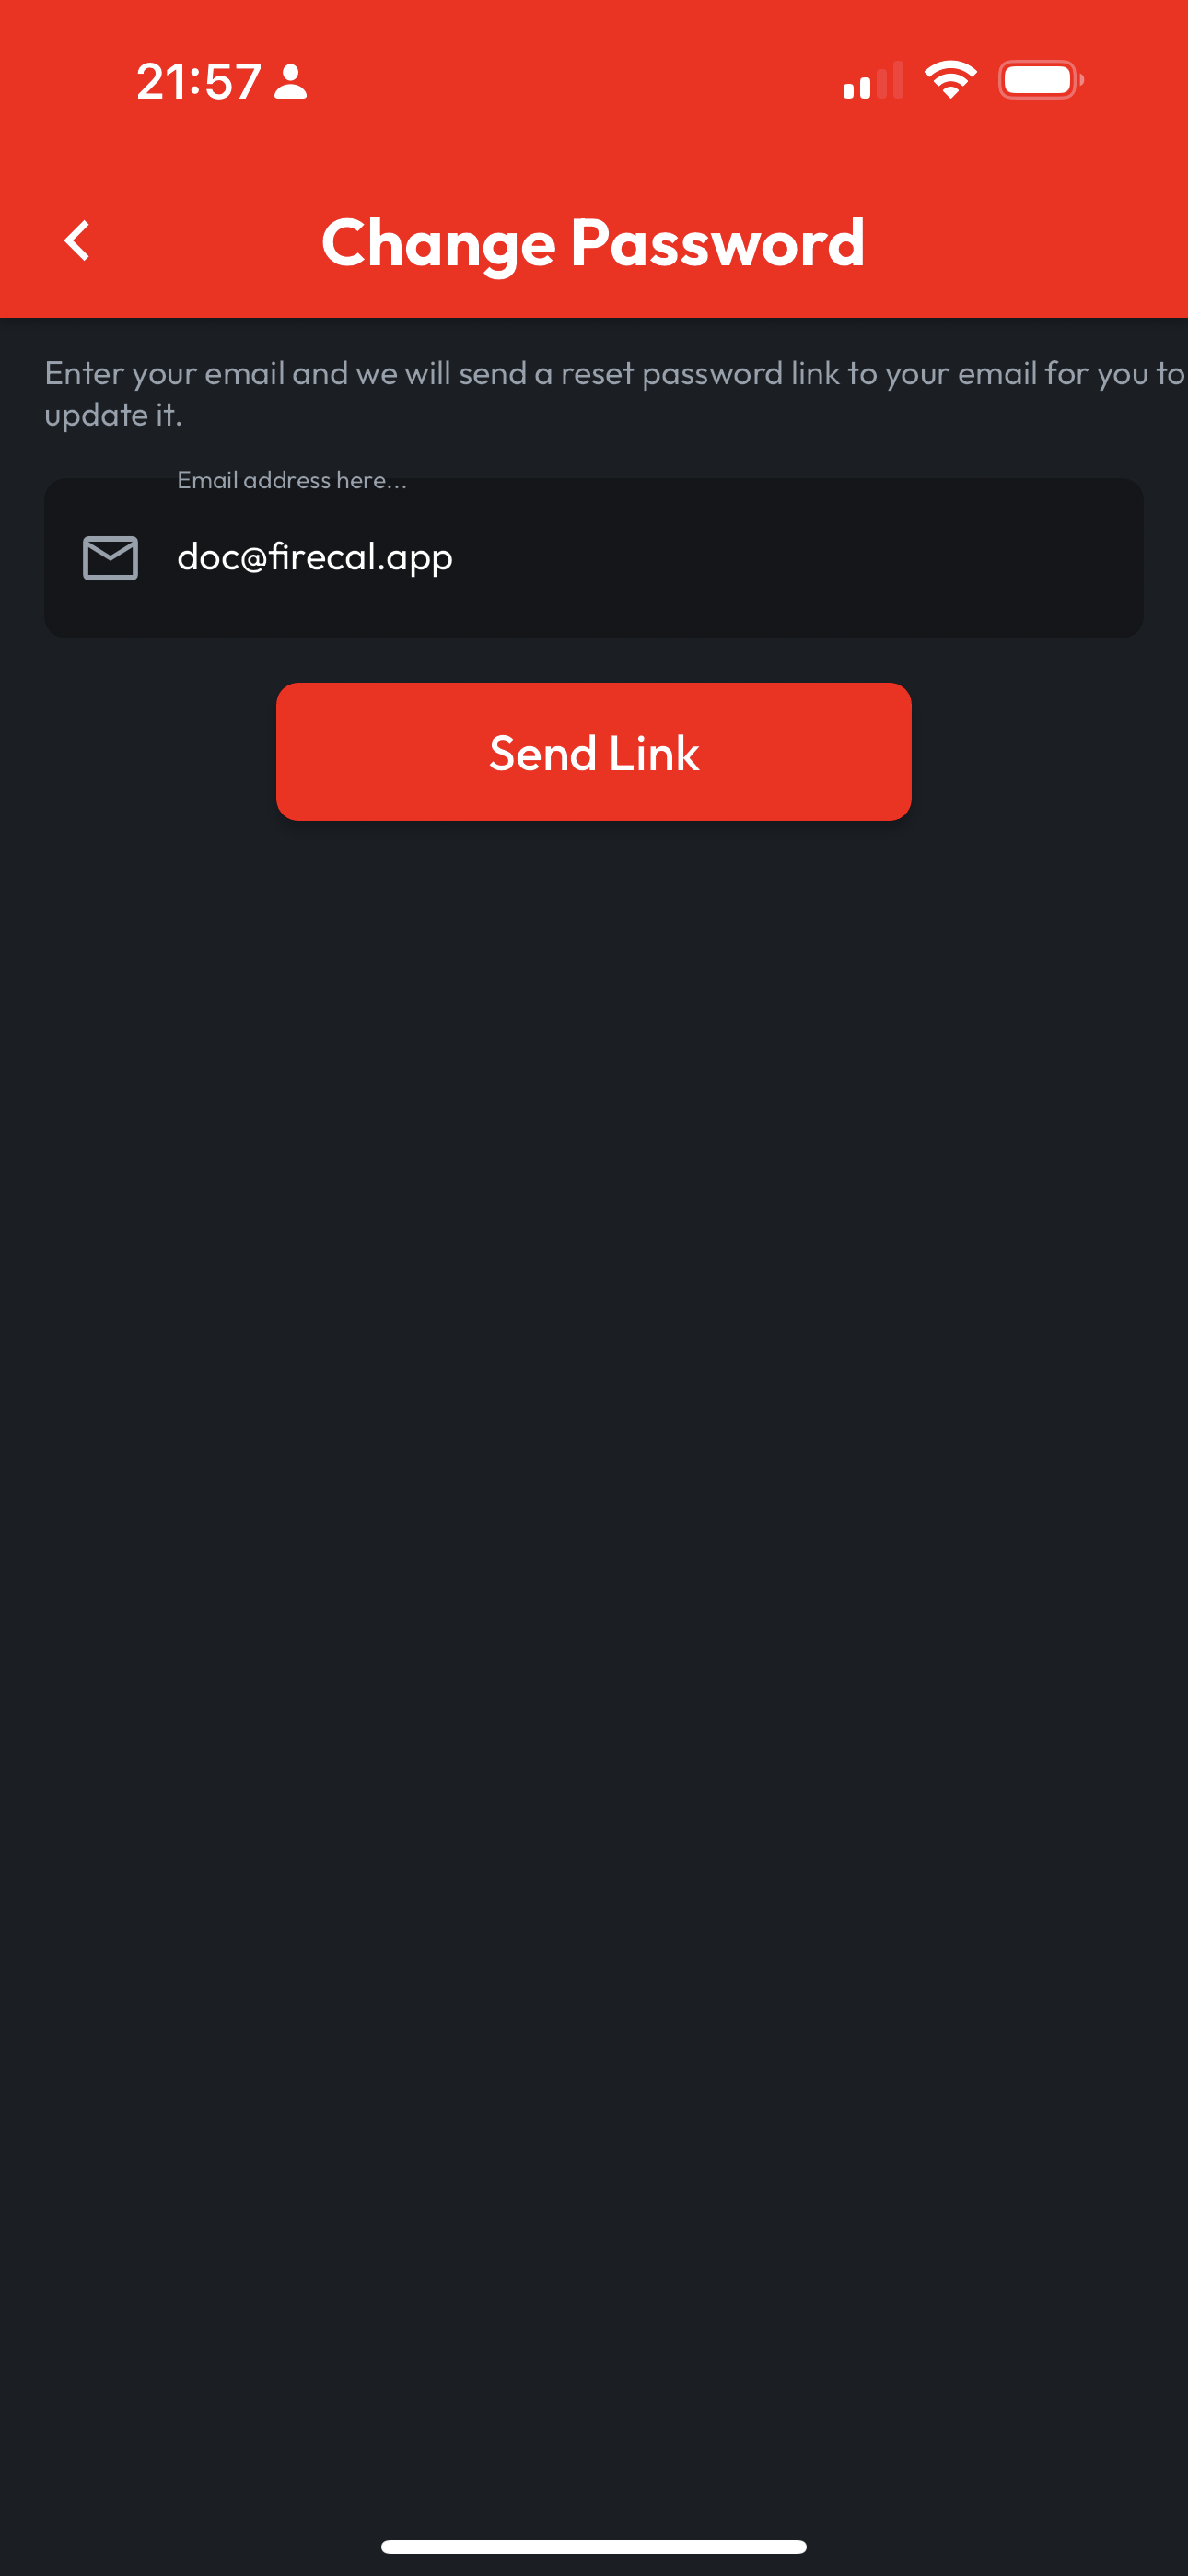 21:57
Change Password
Enter your email and we will send a reset password link to your email for you to
update it.
Email address here...
doc@firecal.app
Send Link